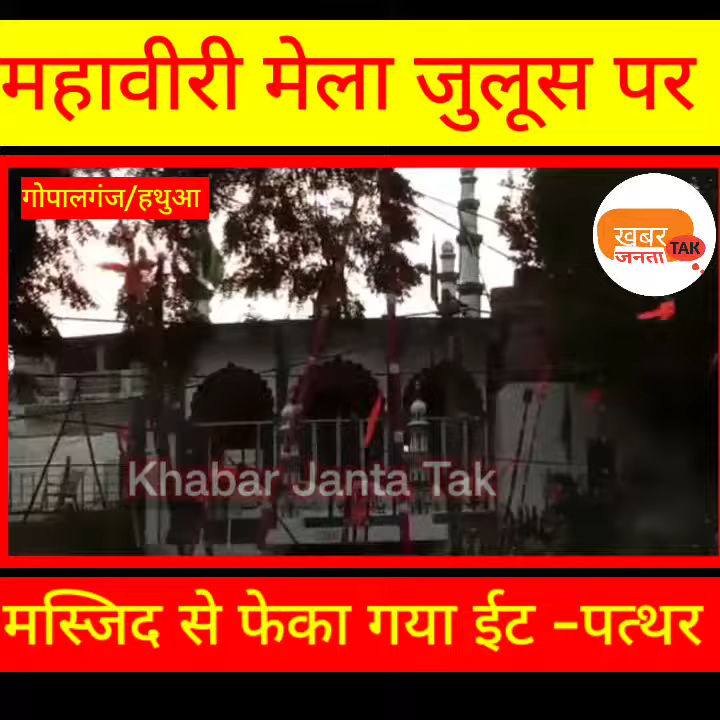 महावीरी मेला जुलूस पर
गोपालगंज/हथुआ
खबर
जनता TAK
Khabar Janta Tak
मस्जिद से फेका गया ईट -पत्थर